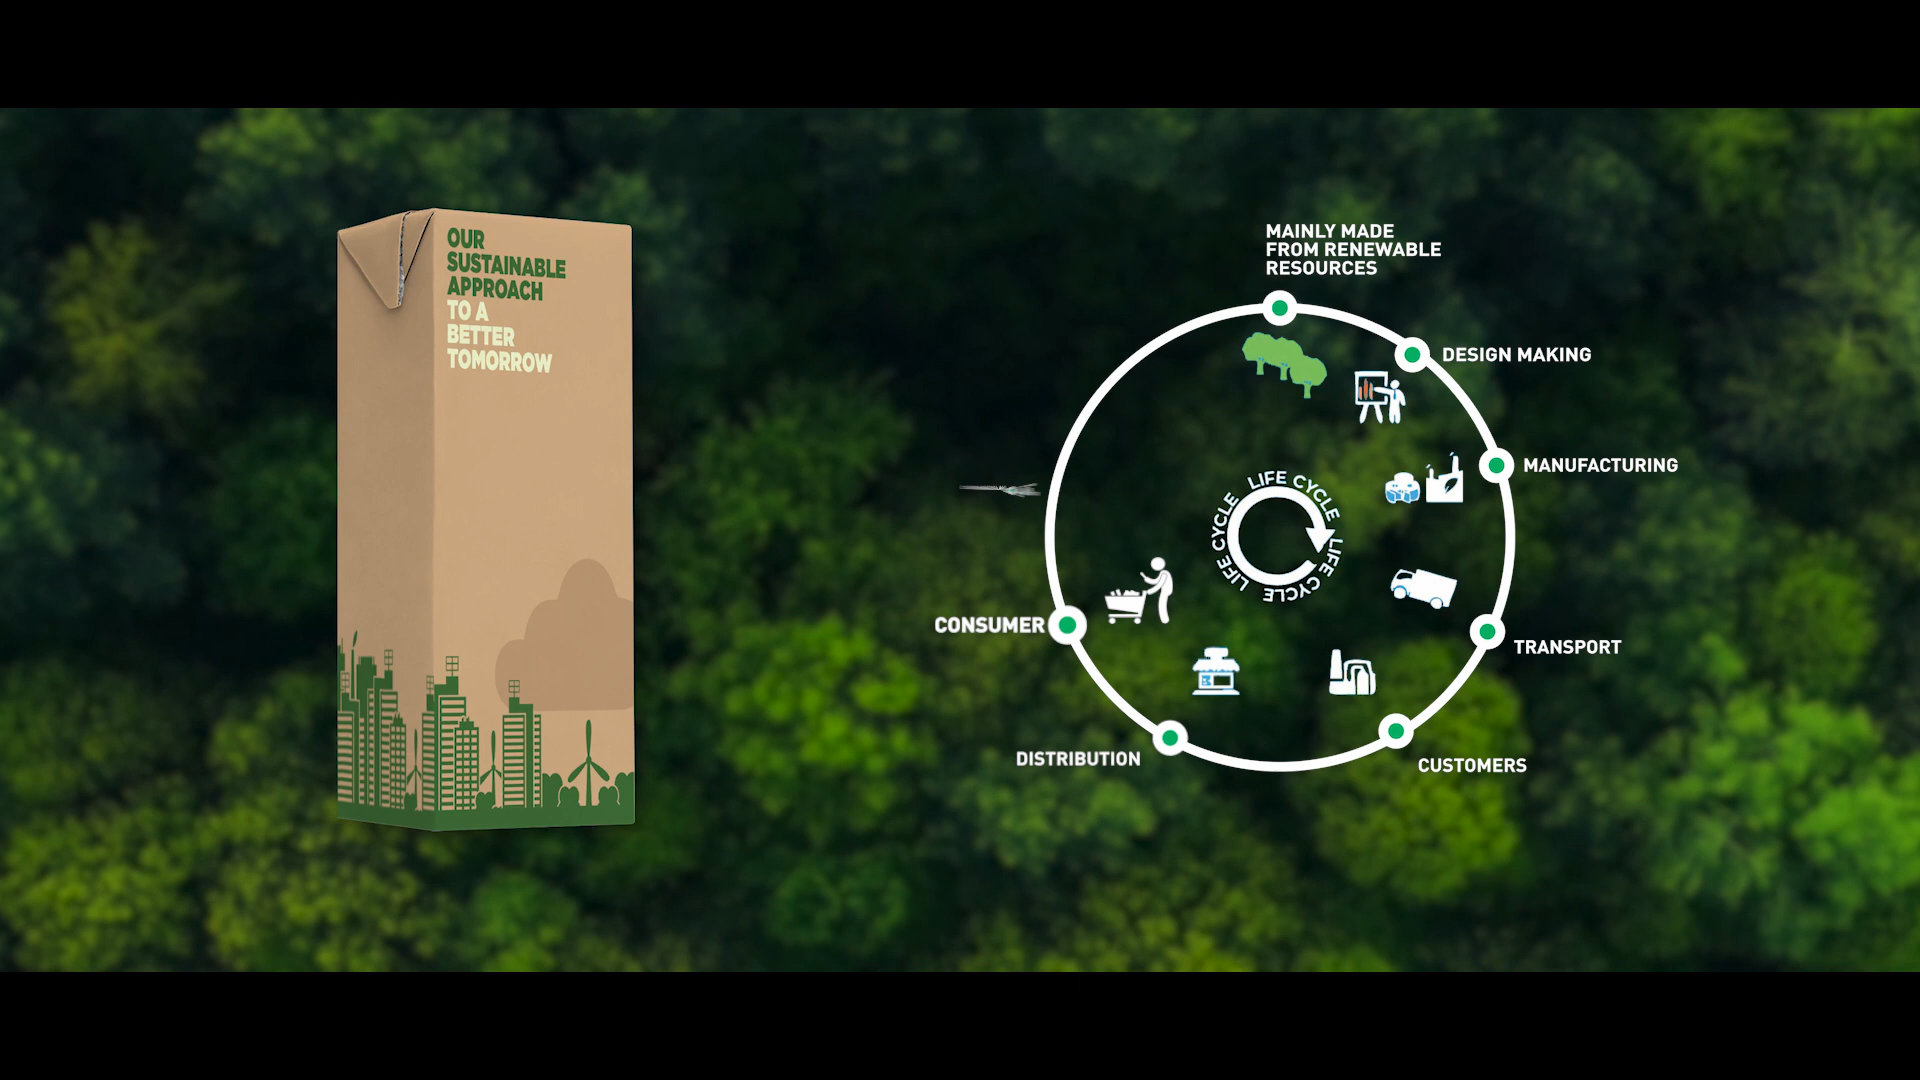 OUR
SUSTAINABLE
APPROACH
TO A
BETTER
TOMORROW
MAINLY MADE
FROM RENEWABLE
RESOURCES
DESIGN MAKING
MANUFACTURING
LIFE CYCLE
LIFE CYCLE
LIFE CYCLE
CONSUMER
TRANSPORT
DISTRIBUTION
CUSTOMERS